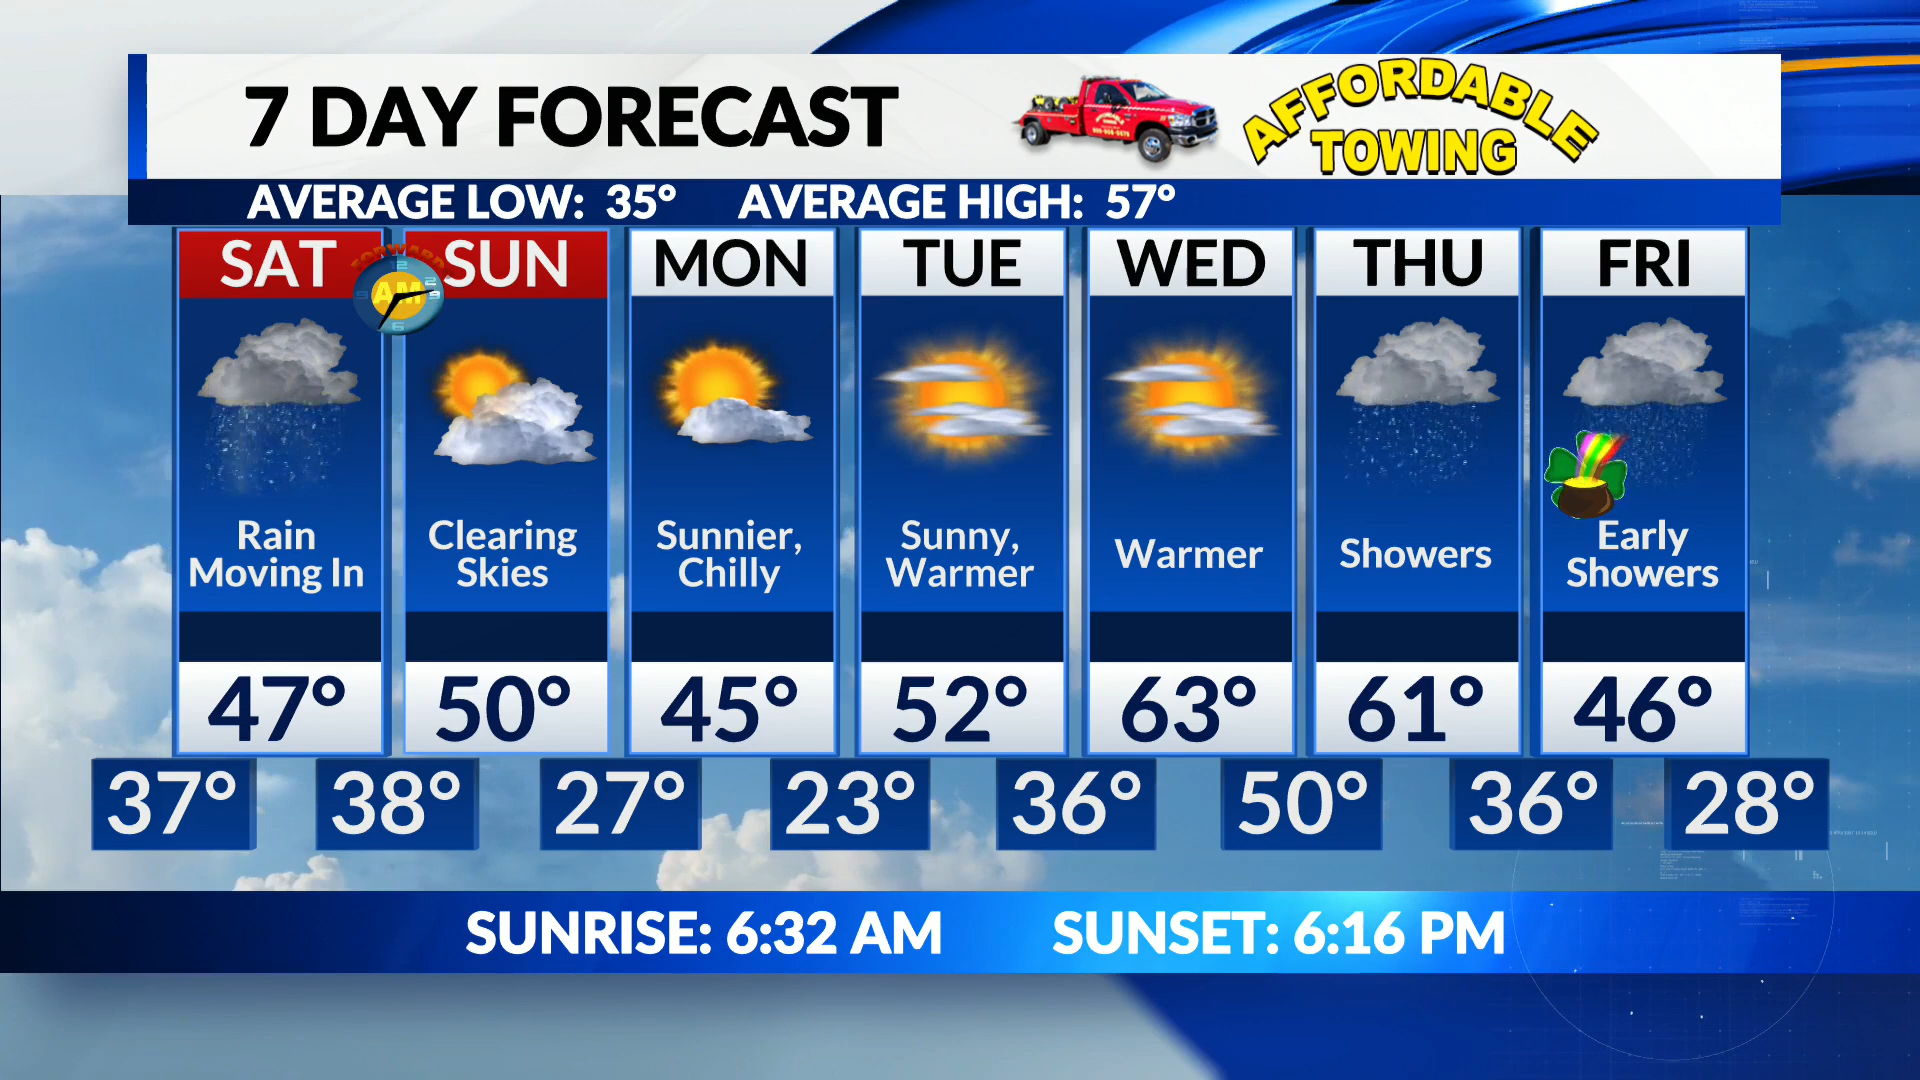 7 DAY FORECAST
AFFORDABLE
TOWING
AVERAGE LOW: 35° AVERAGE HIGH: 57°
SAT
FORWARD
AM
SUN
MON
TUE
WED
THU
FRI
Rain
Moving In
Clearing
Skies
Sunnier,
Chilly
Sunny,
Warmer
Warmer
Showers
Early
Showers
47° 50° 45° 52° 63° 61° 46°
37° 38° 27° 23° 36° 50° 36° 28°
SUNRISE: 6:32 AM SUNSET: 6:16 PM